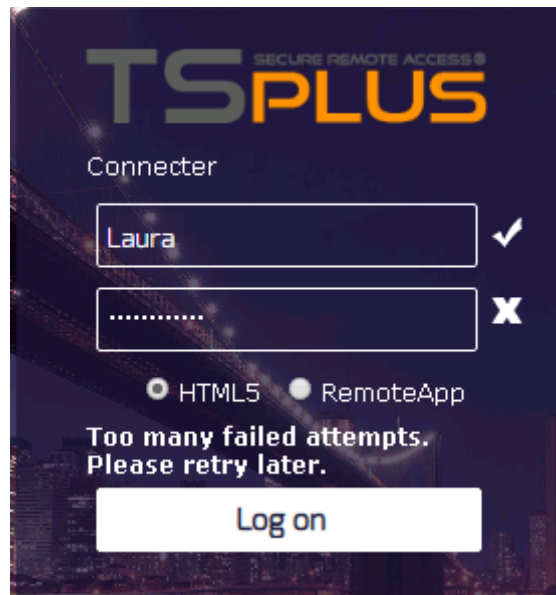 SECURE REMOTE ACCESS®
TSPLUS
Connecter
Laura
············
HTML5 RemoteApp
Too many failed attempts.
Please retry later.
Log on